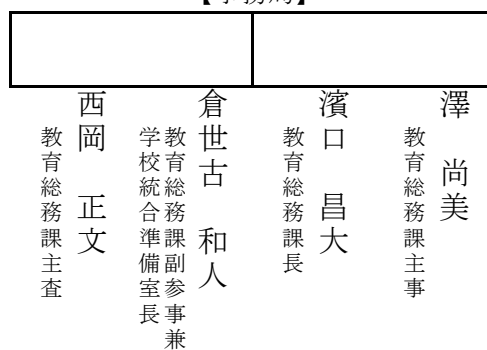 澤 尚美
教育総務課主事
濱口 昌大
教育総務課長
倉世古 和人
教育総務課副参事兼
学校統合準備室長
西岡 正文
教育総務課主査